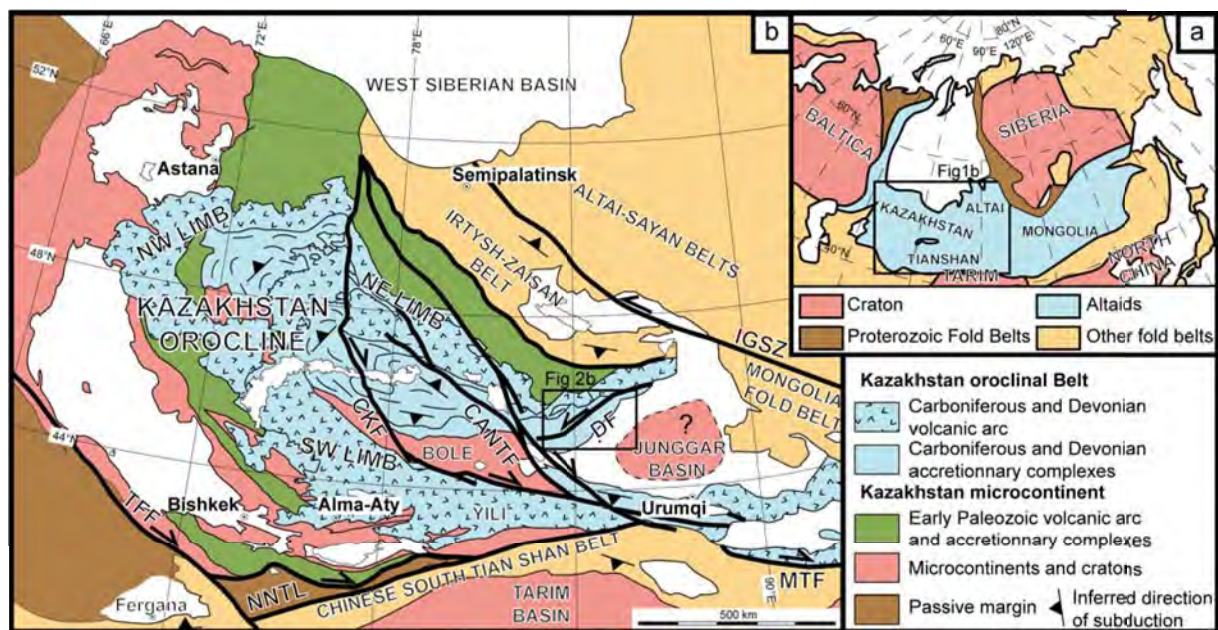 b
66°E
72°E
78°E
52°N
WEST SIBERIAN BASIN
Astana
Semipalatinsk
ALTAI-SAYAN BELTS
IRTYSH-ZAISAN
BELT
NW LIMB
48°N
NE LIMB
KAZAKHSTAN
OROCLINE
IGSZ
MONGOLIA
FOLD BELT
Fig 2b
DF
?
JUNGGAR
BASIN
44°N
CKF
CANTF
BOLE
SW LIMB
TFF
Bishkek
Alma-Aty
YILI
Urumqi
NNTL
CHINESE SOUTH TIAN SHAN BELT
MTF
90°E
Fergana
TARIM
BASIN
500 km
a
80°N
60°E
90°E
120°E
60°N
BALTICA
SIBERIA
Fig1b
ALTAI
KAZAKHSTAN
MONGOLIA
40°N
TIANSHAN
TARIM
NORTH
CHINA
Craton
Altaids
Proterozoic Fold Belts
Other fold belts
Kazakhstan oroclinal Belt
Carboniferous and Devonian
volcanic arc
Carboniferous and Devonian
accretionnary complexes
Kazakhstan microcontinent
Early Paleozoic volcanic arc
and accretionnary complexes
Microcontinents and cratons
Passive margin
Inferred direction
of subduction